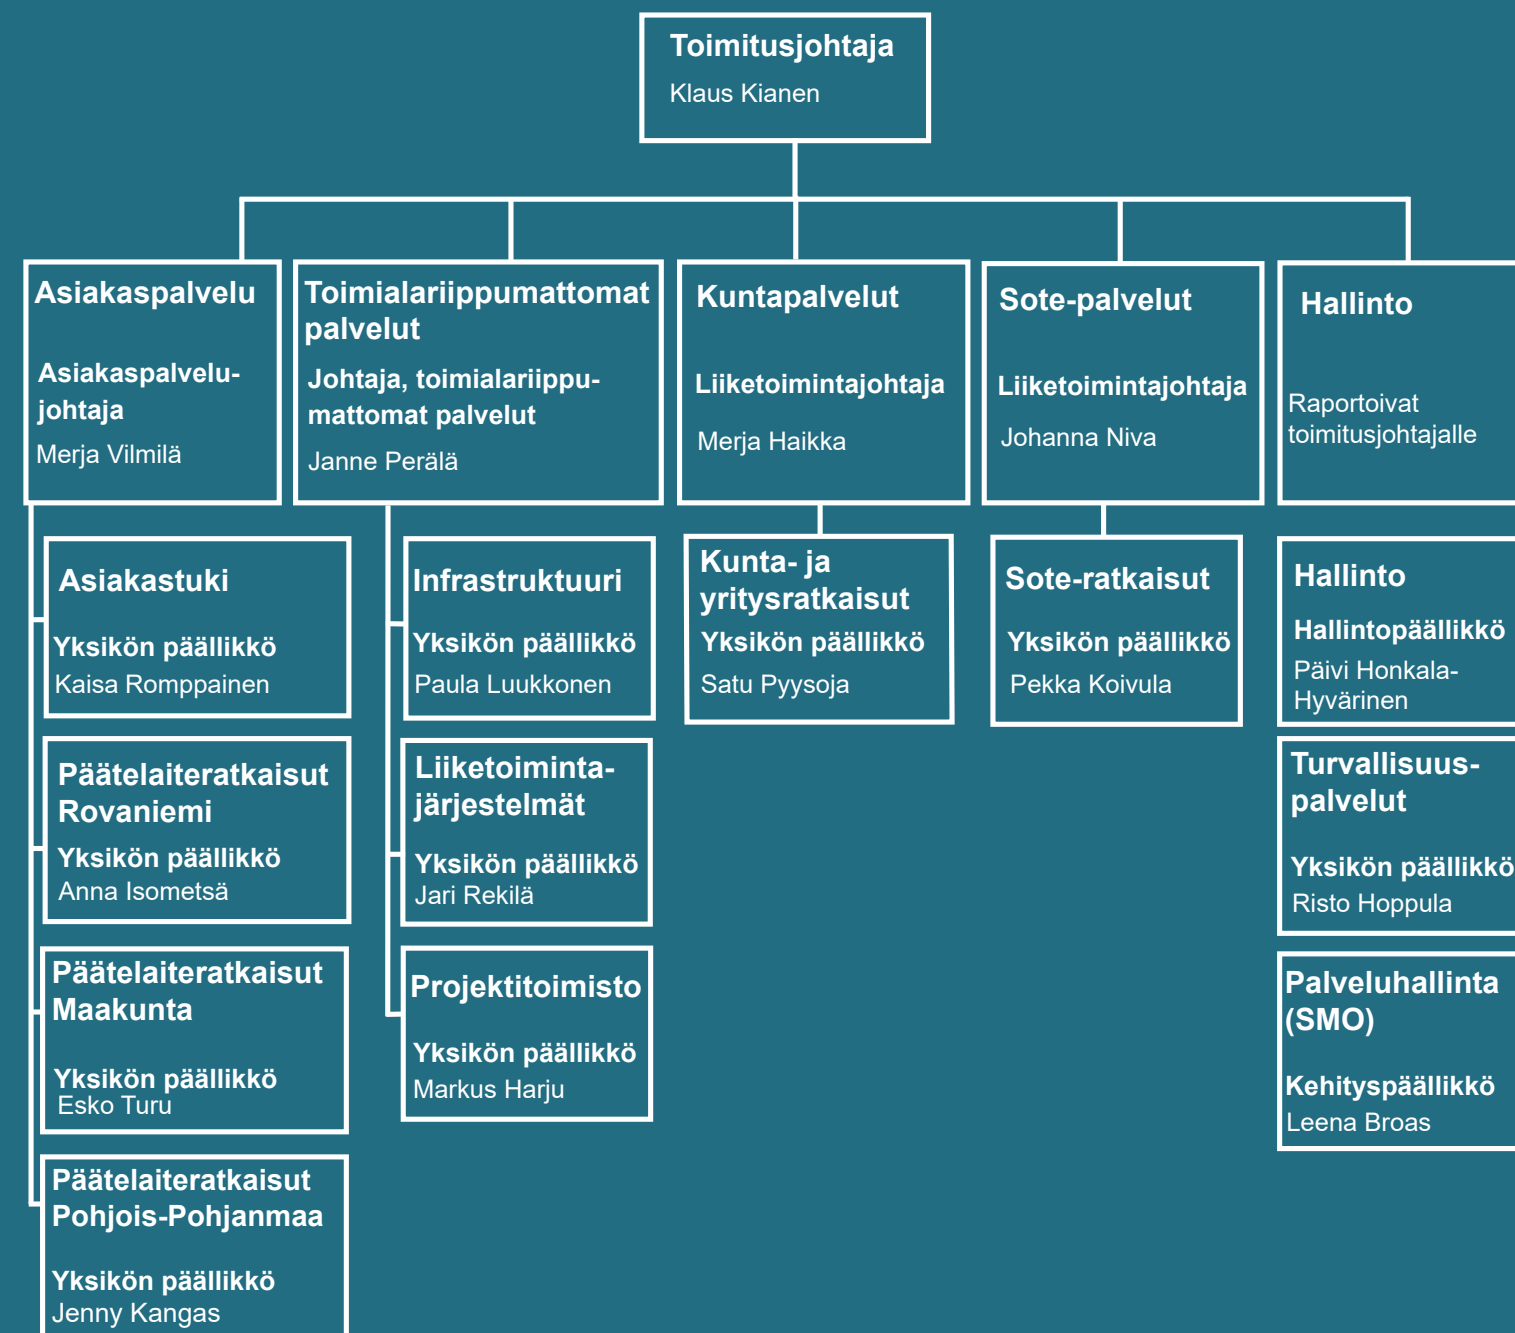 Toimitusjohtaja
Klaus Kianen
Asiakaspalvelu
Asiakaspalvelu-
johtaja
Merja Vilmilä
Toimialariippumattomat
palvelut
Johtaja, toimialariippu-
mattomat palvelut
Janne Perälä
Kuntapalvelut
Liiketoimintajohtaja
Merja Haikka
Sote-palvelut
Liiketoimintajohtaja
Johanna Niva
Hallinto
Raportoivat
toimitusjohtajalle
Asiakastuki
Yksikön päällikkö
Kaisa Romppainen
Päätelaiteratkaisut
Rovaniemi
Yksikön päällikkö
Anna Isometsä
Päätelaiteratkaisut
Maakunta
Yksikön päällikkö
Esko Turu
Päätelaiteratkaisut
Pohjois-Pohjanmaa
Yksikön päällikkö
Jenny Kangas
Infrastruktuuri
Yksikön päällikkö
Paula Luukkonen
Liiketoiminta-
järjestelmät
Yksikön päällikkö
Jari Rekilä
Projektitoimisto
Yksikön päällikkö
Markus Harju
Kunta- ja
yritysratkaisut
Yksikön päällikkö
Satu Pyysoja
Sote-ratkaisut
Yksikön päällikkö
Pekka Koivula
Hallinto
Hallintopäällikkö
Päivi Honkala-
Hyvärinen
Turvallisuus-
palvelut
Yksikön päällikkö
Risto Hoppula
Palveluhallinta
(SMO)
Kehityspäällikkö
Leena Broas